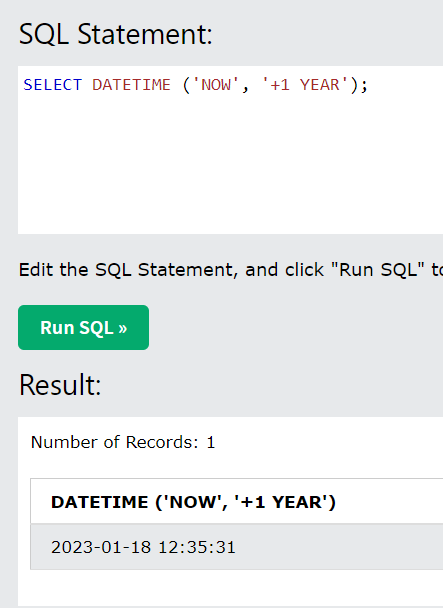 SQL Statement:
SELECT DATETIME ('NOW', '+1 YEAR');
Edit the SQL Statement, and click "Run SQL" to
Run SQL »
Result:
Number of Records: 1
DATETIME ('NOW', '+1 YEAR')
2023-01-18 12:35:31